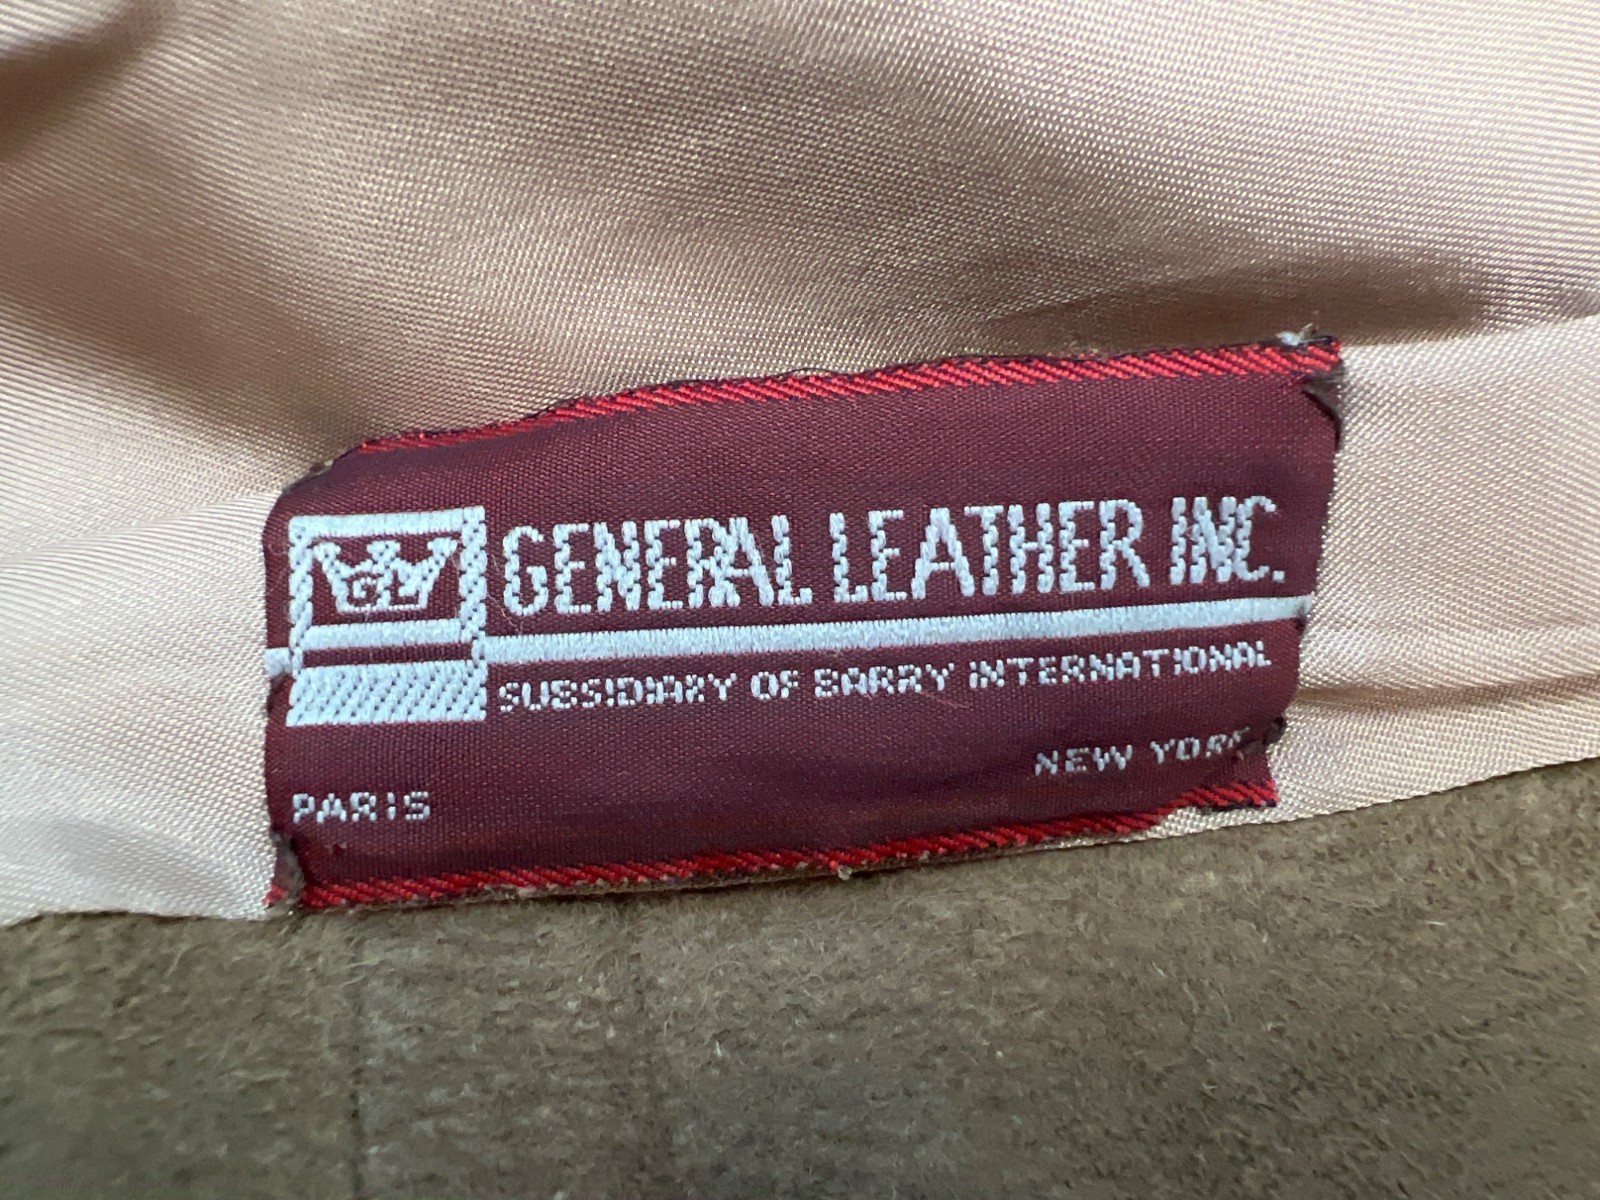 GL
GENERAL LEATHER INC.
SUBSIDIARY OF BARRY INTERNATIONAL
NEW YORK
PARIS